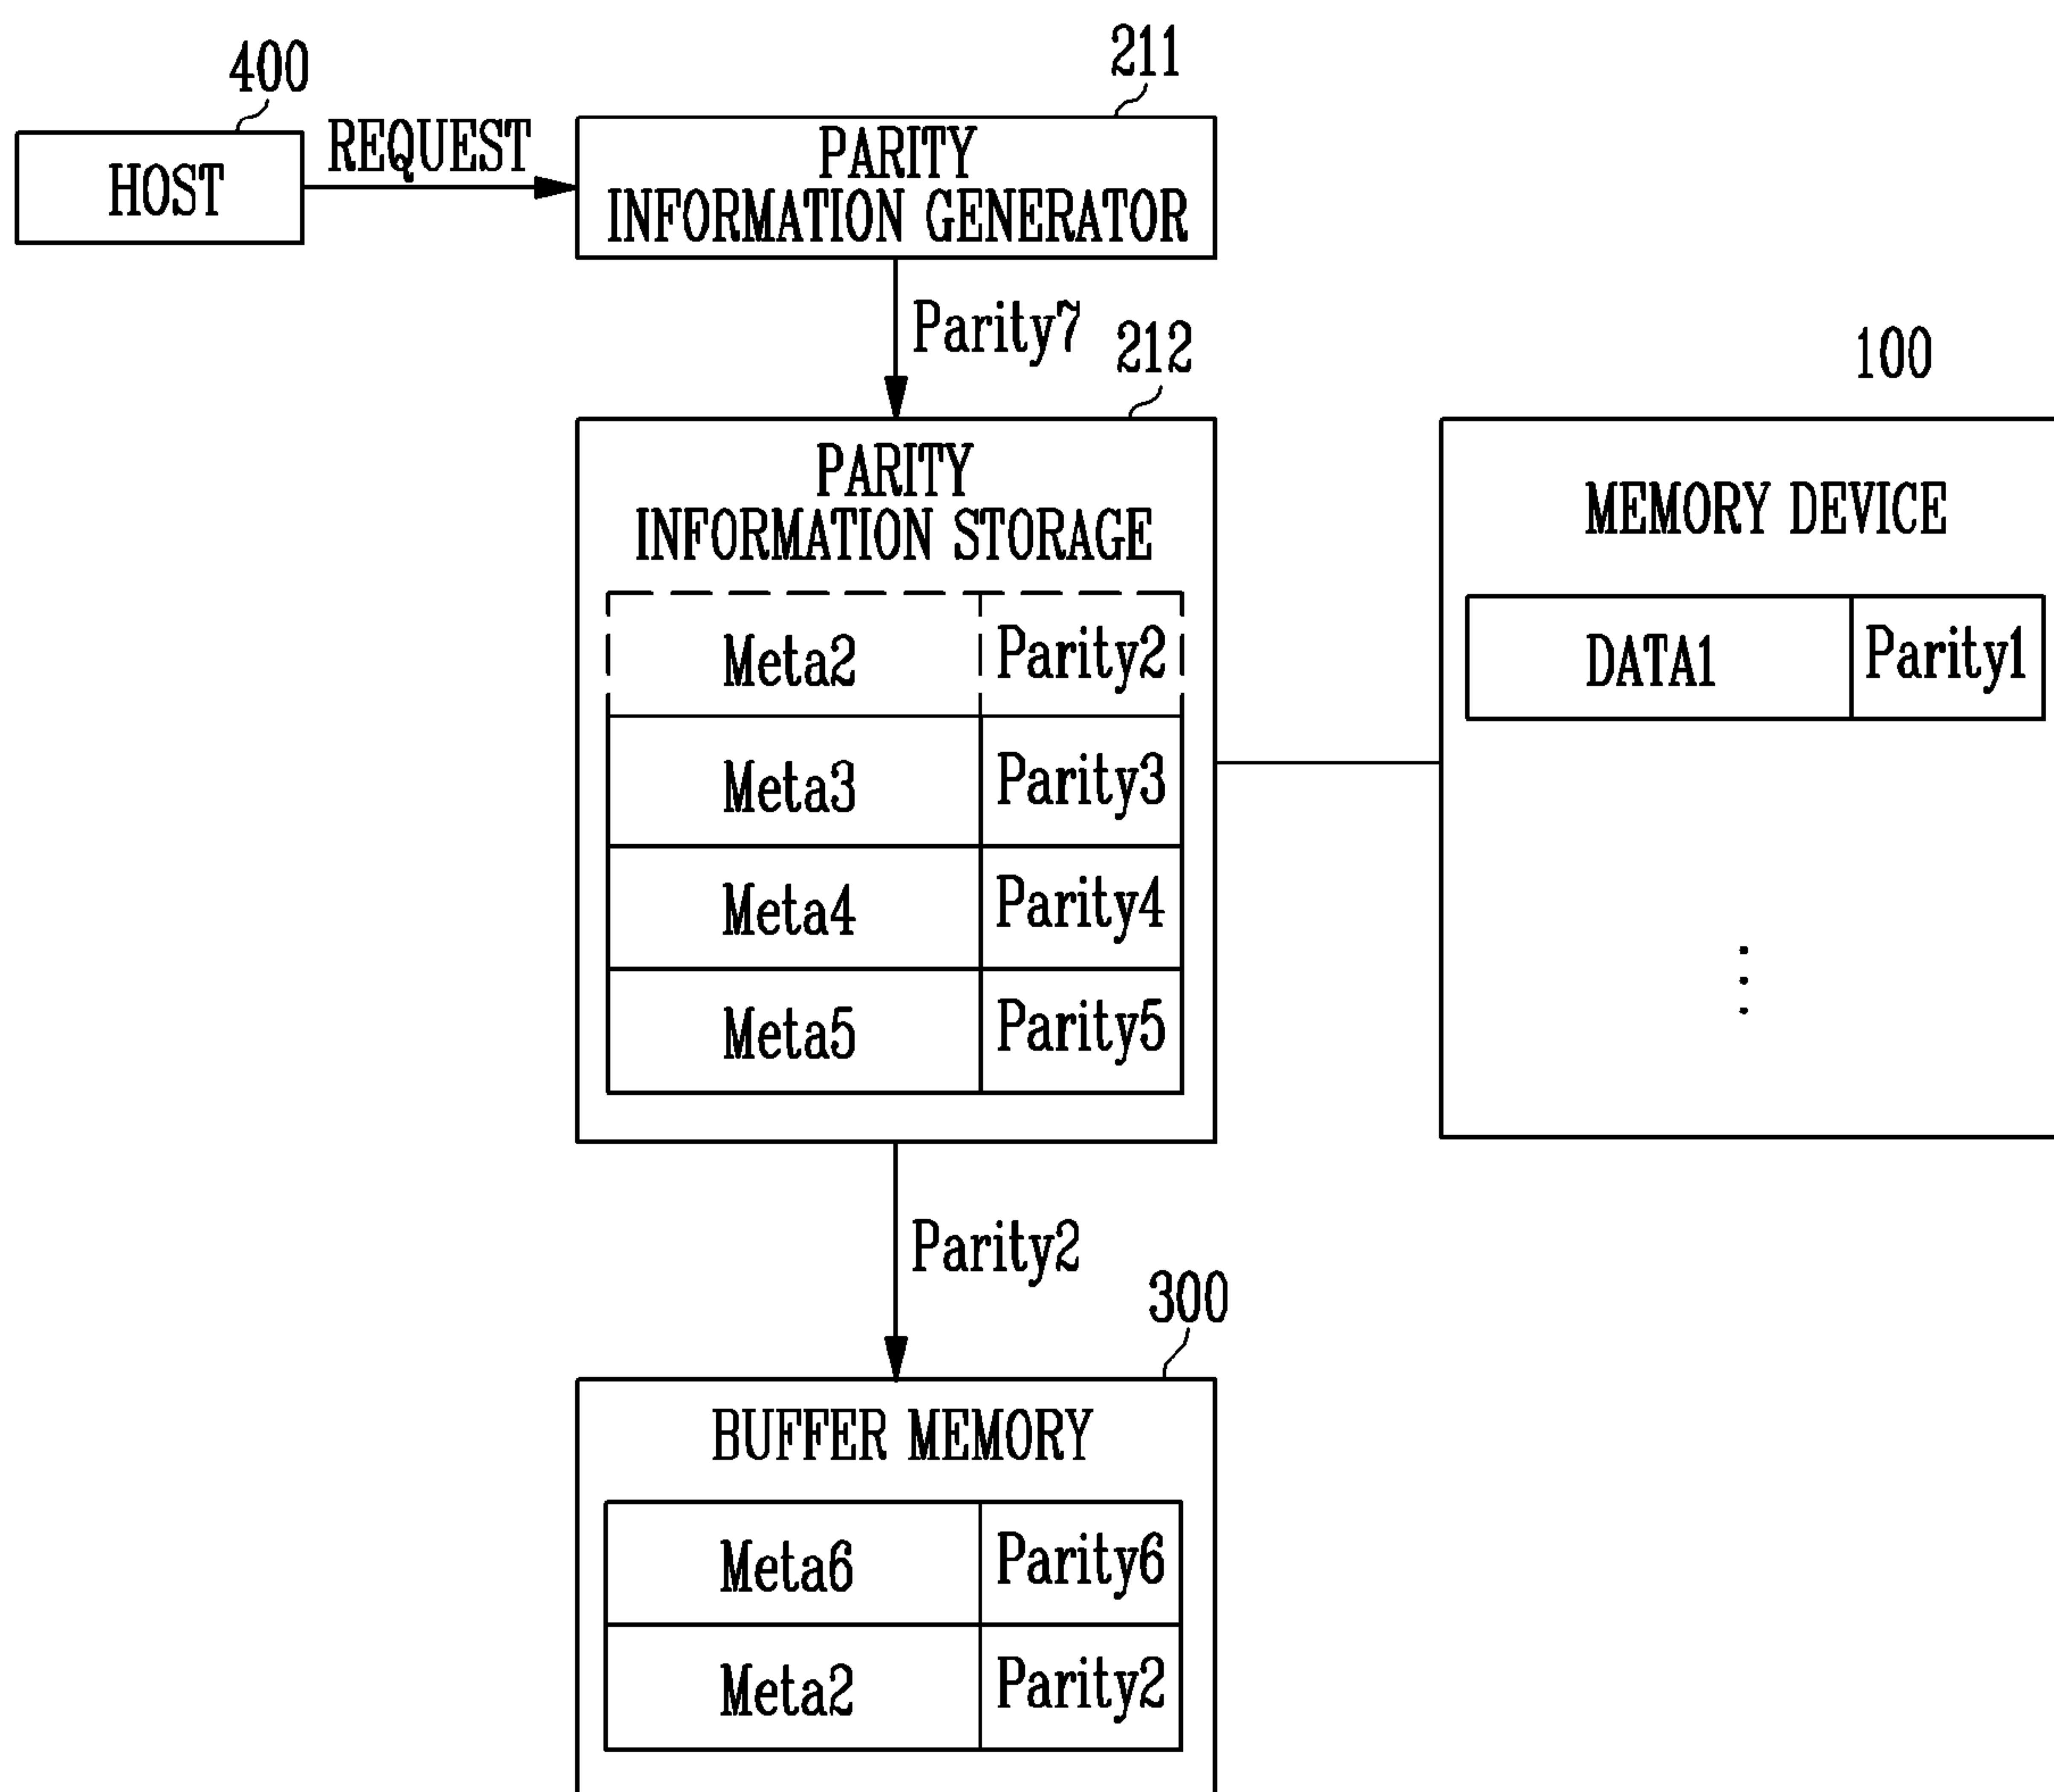 400
HOST
REQUEST
211
PARITY
INFORMATION GENERATOR
Parity7
212
PARITY
INFORMATION STORAGE
Meta2 Parity2
Meta3 Parity3
Meta4 Parity4
Meta5 Parity5
100
MEMORY DEVICE
DATA1 Parity1
Parity2
300
BUFFER MEMORY
Meta6 Parity6
Meta2 Parity2